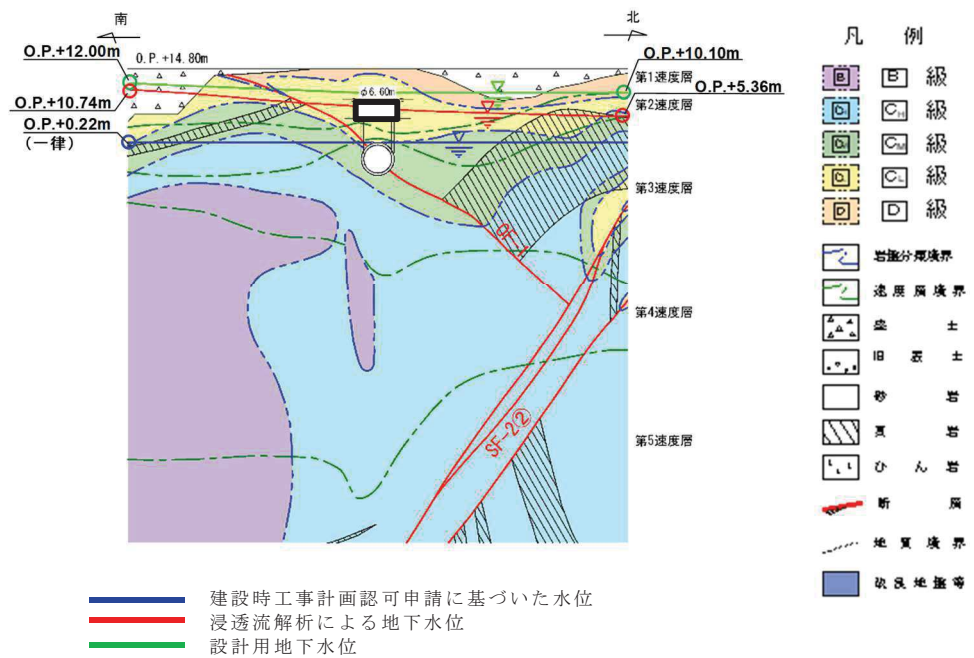 南
北
O.P.+12.00m
O.P.+14.80m
O.P.+10.10m
第1速度層
O.P.+5.36m
O.P.+10.74m
φ6.60m
第2速度層
O.P.+0.22m
(一律)
第3速度層
第4速度層
第5速度層
SF-2②
凡 例
B B 級
CH 級
CM 級
CL 級
D D 級
岩盤分類境界
速度層境界
盛 土
旧 表 土
砂 岩
頁 岩
ひ ん 岩
断 層
地 質 境 界
改 良 地 盤 等
建設時工事計画認可申請に基づいた水位
浸透流解析による地下水位
設計用地下水位